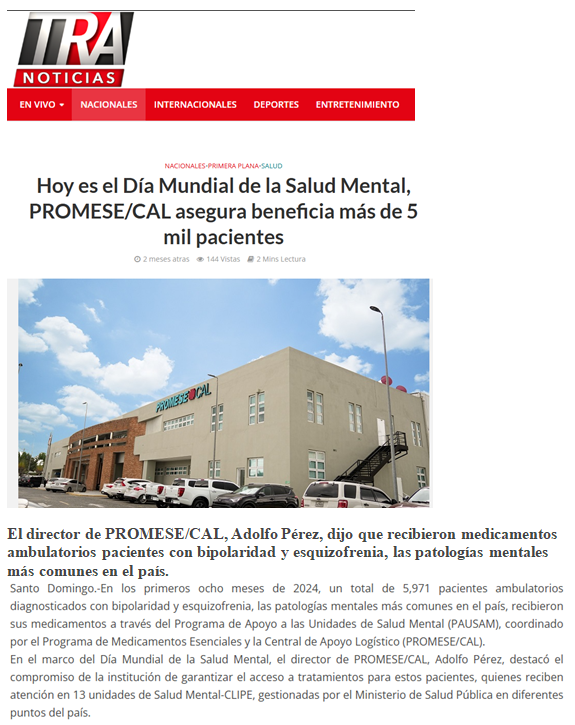 TRA
NOTICIAS
EN VIVO NACIONALES INTERNACIONALES DEPORTES ENTRETENIMIENTO
NACIONALES•PRIMERA PLANA•SALUD
Hoy es el Día Mundial de la Salud Mental,
PROMESE/CAL asegura beneficia más de 5
mil pacientes
2 meses atras 144 Vistas 2 Mins Lectura
PROMESE CAL
El director de PROMESE/CAL, Adolfo Pérez, dijo que recibieron medicamentos
ambulatorios pacientes con bipolaridad y esquizofrenia, las patologías mentales
más comunes en el país.
Santo Domingo.-En los primeros ocho meses de 2024, un total de 5,971 pacientes ambulatorios
diagnosticados con bipolaridad y esquizofrenia, las patologías mentales más comunes en el país, recibieron
sus medicamentos a través del Programa de Apoyo a las Unidades de Salud Mental (PAUSAM), coordinado
por el Programa de Medicamentos Esenciales y la Central de Apoyo Logístico (PROMESE/CAL).
En el marco del Día Mundial de la Salud Mental, el director de PROMESE/CAL, Adolfo Pérez, destacó el
compromiso de la institución de garantizar el acceso a tratamientos para estos pacientes, quienes reciben
atención en 13 unidades de Salud Mental-CLIPE, gestionadas por el Ministerio de Salud Pública en diferentes
puntos del país.